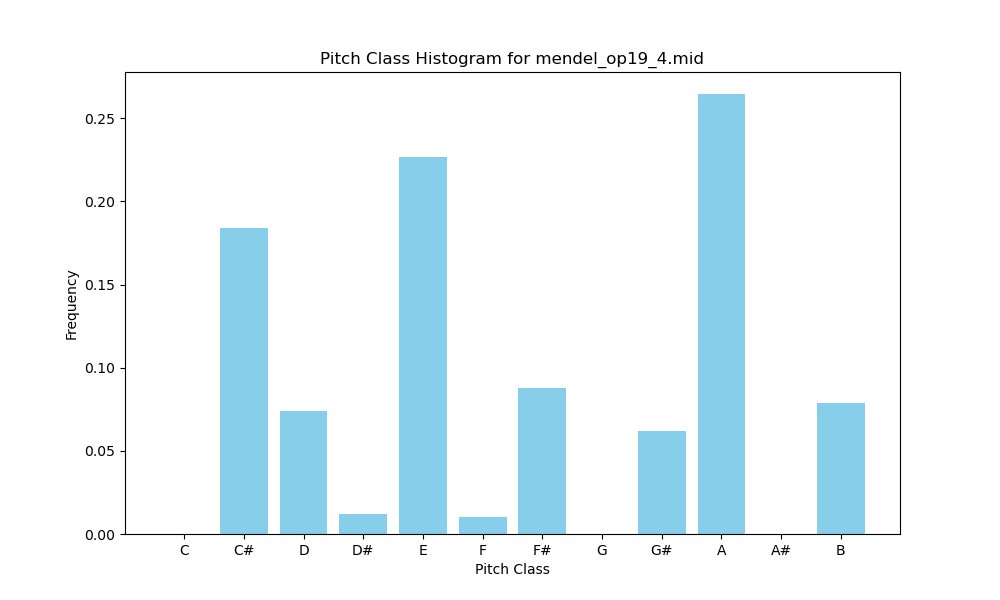 Pitch Class Histogram for mendel_op19_4.mid
Frequency
0.25
0.20
0.15
0.10
0.05
0.00
C C# D D# E F F# G G# A A# B
Pitch Class